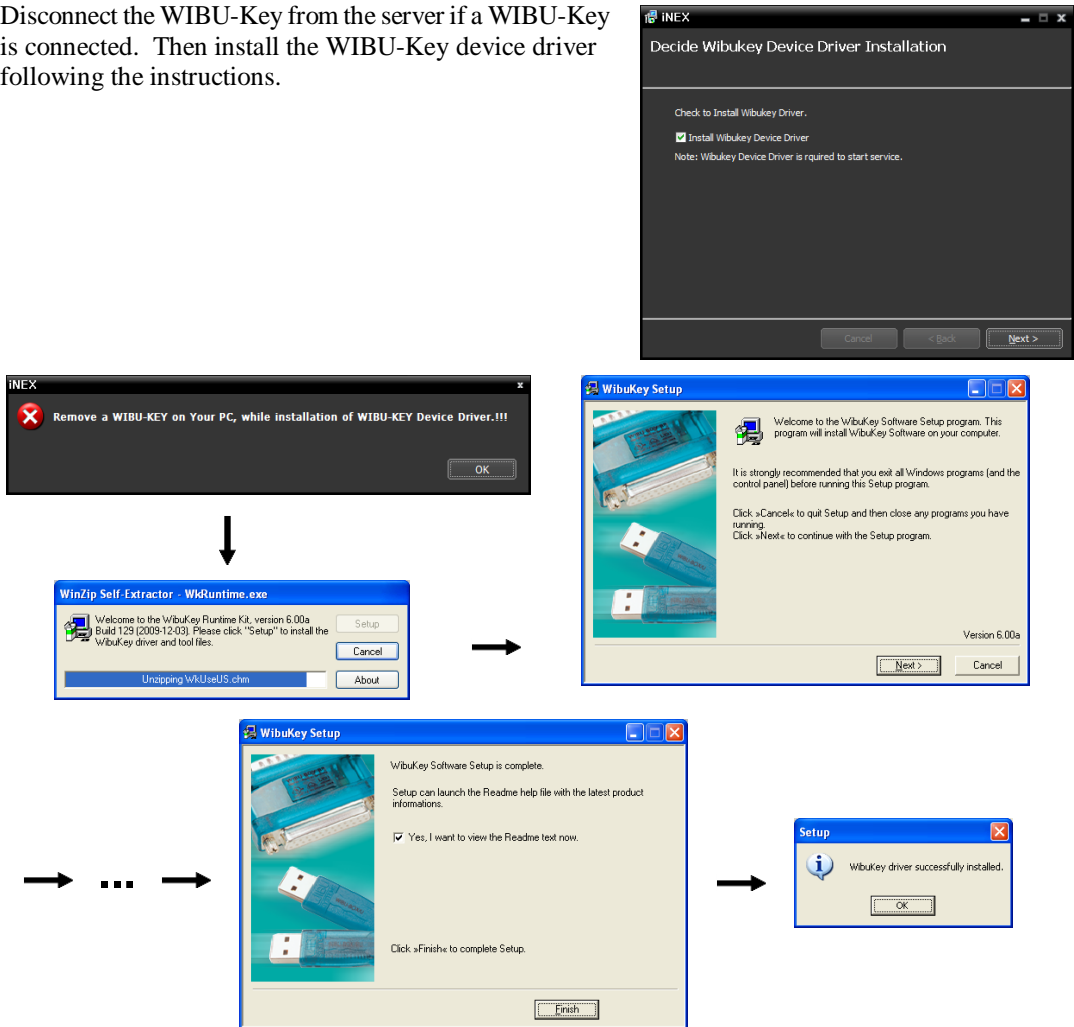 Disconnect the WIBU-Key from the server if a WIBU-Key
is connected.  Then install the WIBU-Key device driver
following the instructions.
iNEX
Decide Wibukey Device Driver Installation
Check to Install Wibukey Driver.
Install Wibukey Device Driver
Note: Wibukey Device Driver is rquired to start service.
Cancel
< Back
Next >
iNEX
Remove a WIBU-KEY on Your PC, while installation of WIBU-KEY Device Driver.!!!
OK
WibuKey Setup
Welcome to the WibuKey Software Setup program. This
program will install WibuKey Software on your computer.
It is strongly recommended that you exit all Windows programs (and the
control panel) before running this Setup program.
Click »Cancel« to quit Setup and then close any programs you have
running.
Click »Next« to continue with the Setup program.
Version 6.00a
Next >
Cancel
WinZip Self-Extractor - WkRuntime.exe
Welcome to the WibuKey Runtime Kit, version 6.00a
Build 129 (2009-12-03). Please click "Setup" to install the
WibuKey driver and tool files.
Setup
Cancel
Unzipping WkUseUS.chm
About
...
WibuKey Setup
WibuKey Software Setup is complete.
Setup can launch the Readme help file with the latest product
informations.
Yes, I want to view the Readme text now.
Click »Finish« to complete Setup.
Finish
Setup
WibuKey driver successfully installed.
OK